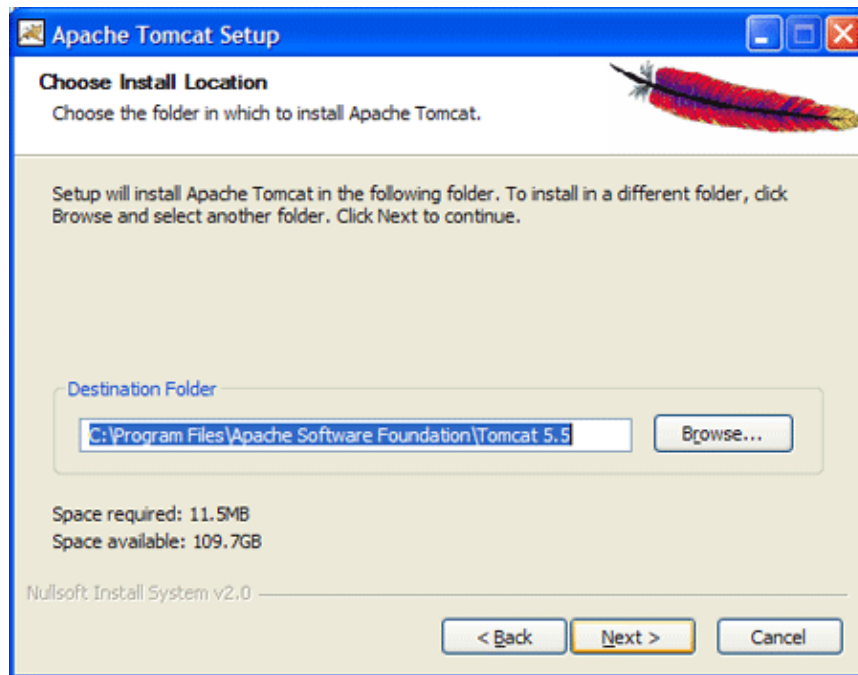 Apache Tomcat Setup
Choose Install Location
Choose the folder in which to install Apache Tomcat.
Setup will install Apache Tomcat in the following folder. To install in a different folder, click
Browse and select another folder. Click Next to continue.
Destination Folder
C:\Program Files\Apache Software Foundation\Tomcat 5.5
Browse...
Space required: 11.5MB
Space available: 109.7GB
Nullsoft Install System v2.0
< Back
Next >
Cancel